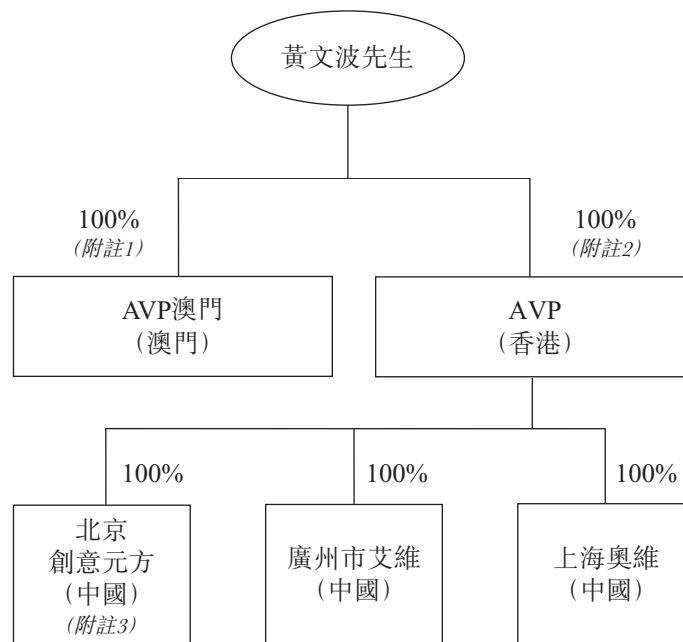 黃文波先生
100%
(附註1)
100%
(附註2)
AVP澳門
(澳門)
AVP
(香港)
100%
100%
100%
北京
創意元方
(中國)
(附註3)
廣州市艾維
(中國)
上海奧維
(中國)